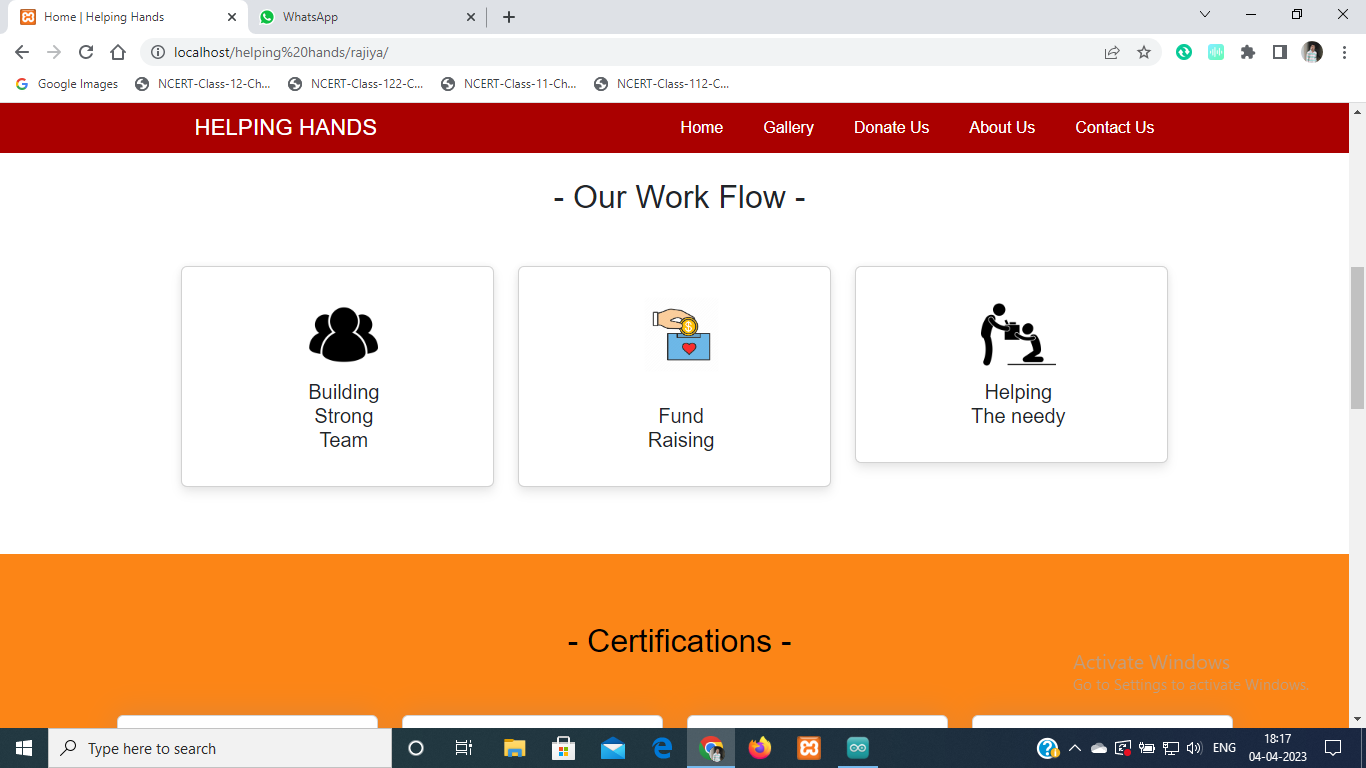 Home | Helping Hands
WhatsApp
localhost/helping%20hands/rajiya/
Google Images
NCERT-Class-12-Ch...
NCERT-Class-122-C...
NCERT-Class-11-Ch...
NCERT-Class-112-C...
HELPING HANDS
Home
Gallery
Donate Us
About Us
Contact Us
- Our Work Flow -
Building
Strong
Team
Fund
Raising
Helping
The needy
- Certifications -
Activate Windows
Go to Settings to activate Windows.
Type here to search
ENG
18:17
04-04-2023